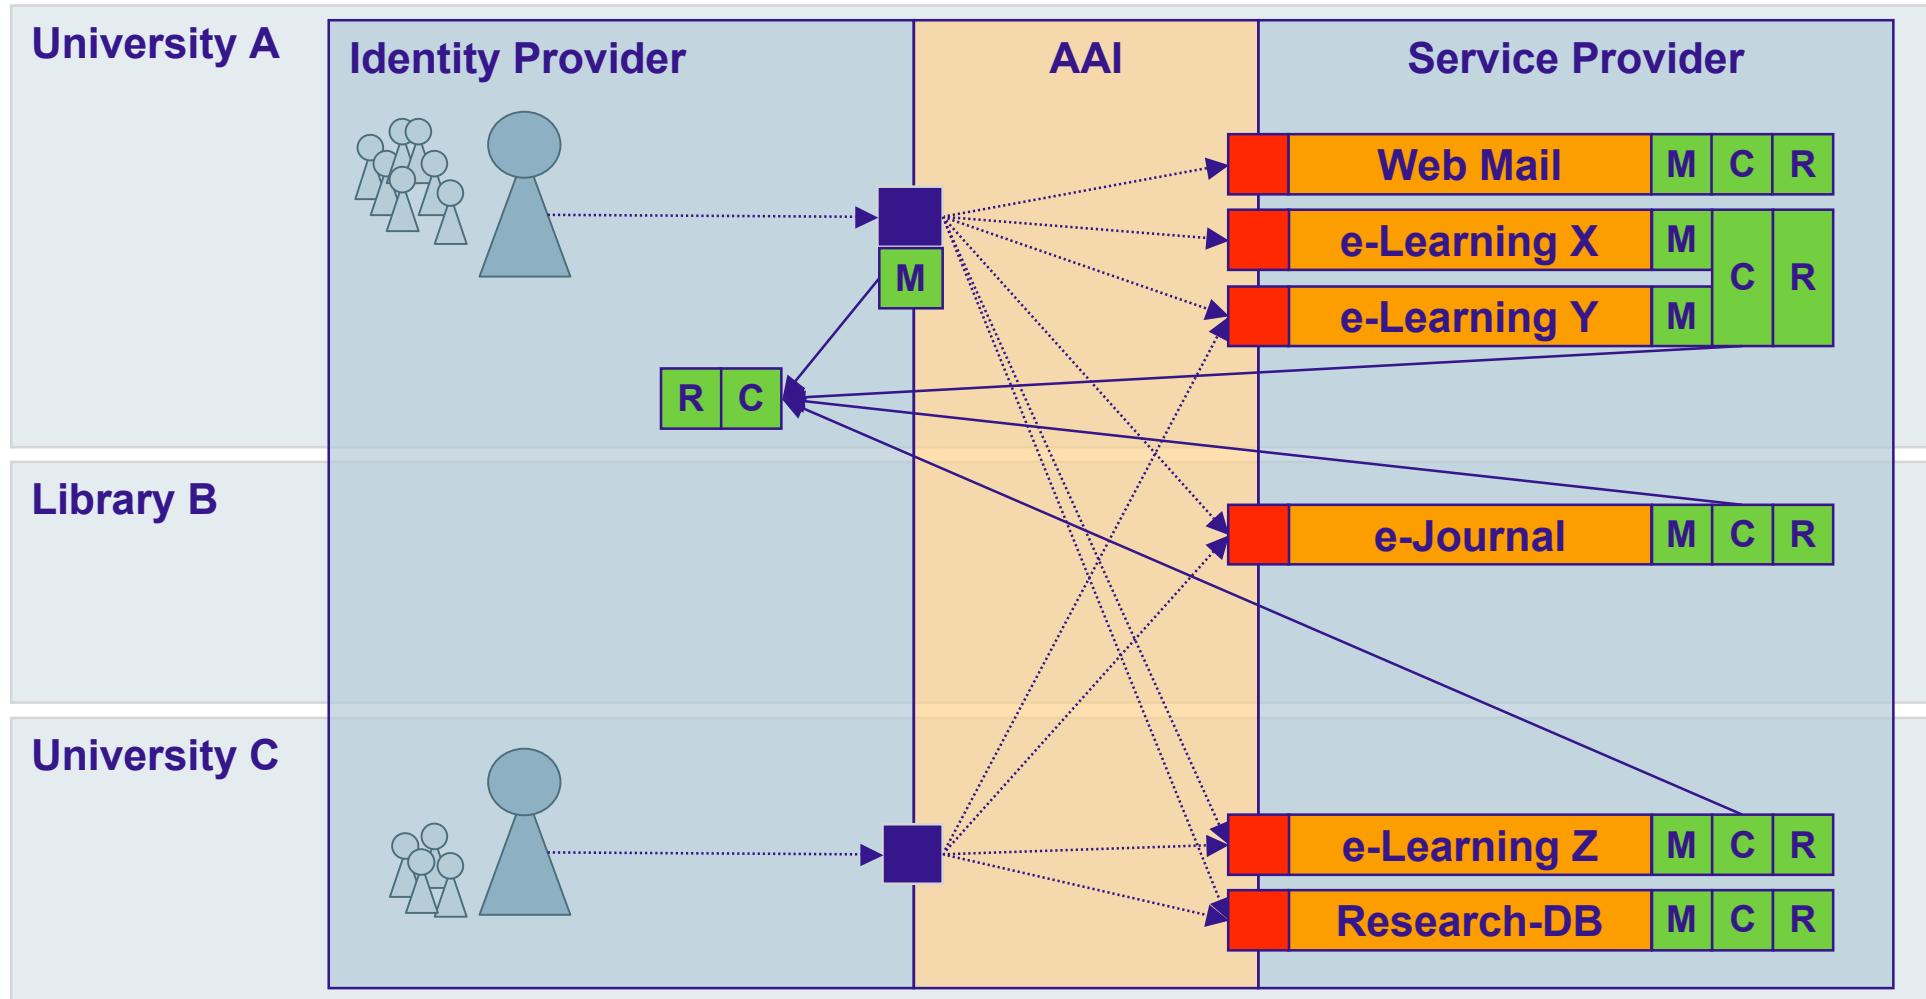 University A
Identity Provider
AAI
Service Provider
Web Mail M C R
e-Learning X M
C R
e-Learning Y M
M
R C
Library B
e-Journal M C R
University C
e-Learning Z M C R
Research-DB M C R